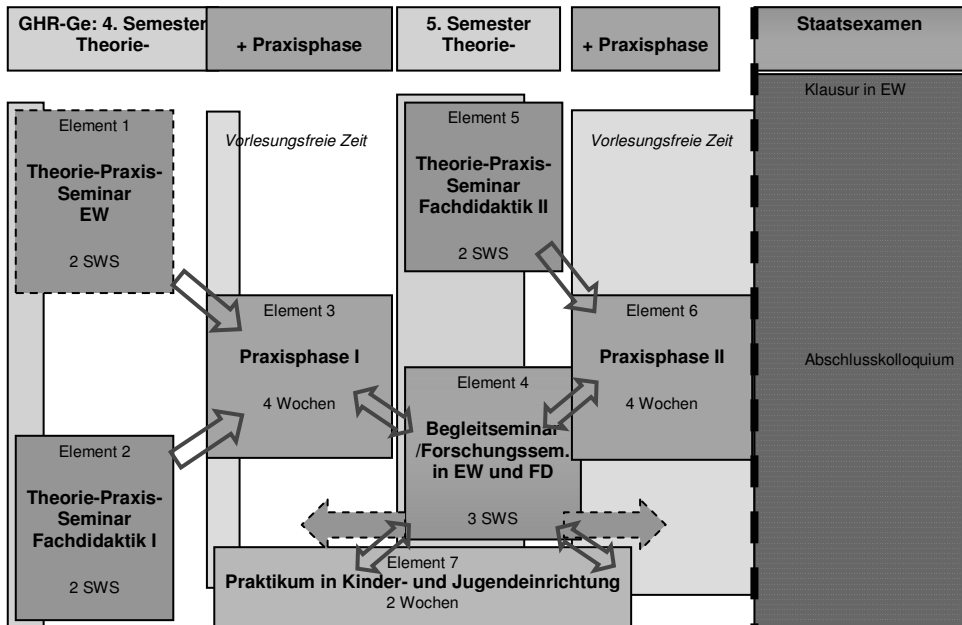 GHR-Ge: 4. Semester
Theorie-
+ Praxisphase
5. Semester
Theorie-
+ Praxisphase
Staatsexamen
Klausur in EW
Element 1
Theorie-Praxis-
Seminar
EW
2 SWS
Vorlesungsfreie Zeit
Element 5
Theorie-Praxis-
Seminar
Fachdidaktik II
2 SWS
Vorlesungsfreie Zeit
Element 3
Praxisphase I
4 Wochen
Element 6
Praxisphase II
4 Wochen
Abschlusskolloquium
Element 4
Begleitseminar
/Forschungssem.
in EW und FD
3 SWS
Element 2
Theorie-Praxis-
Seminar
Fachdidaktik I
2 SWS
Element 7
Praktikum in Kinder- und Jugendeinrichtung
2 Wochen